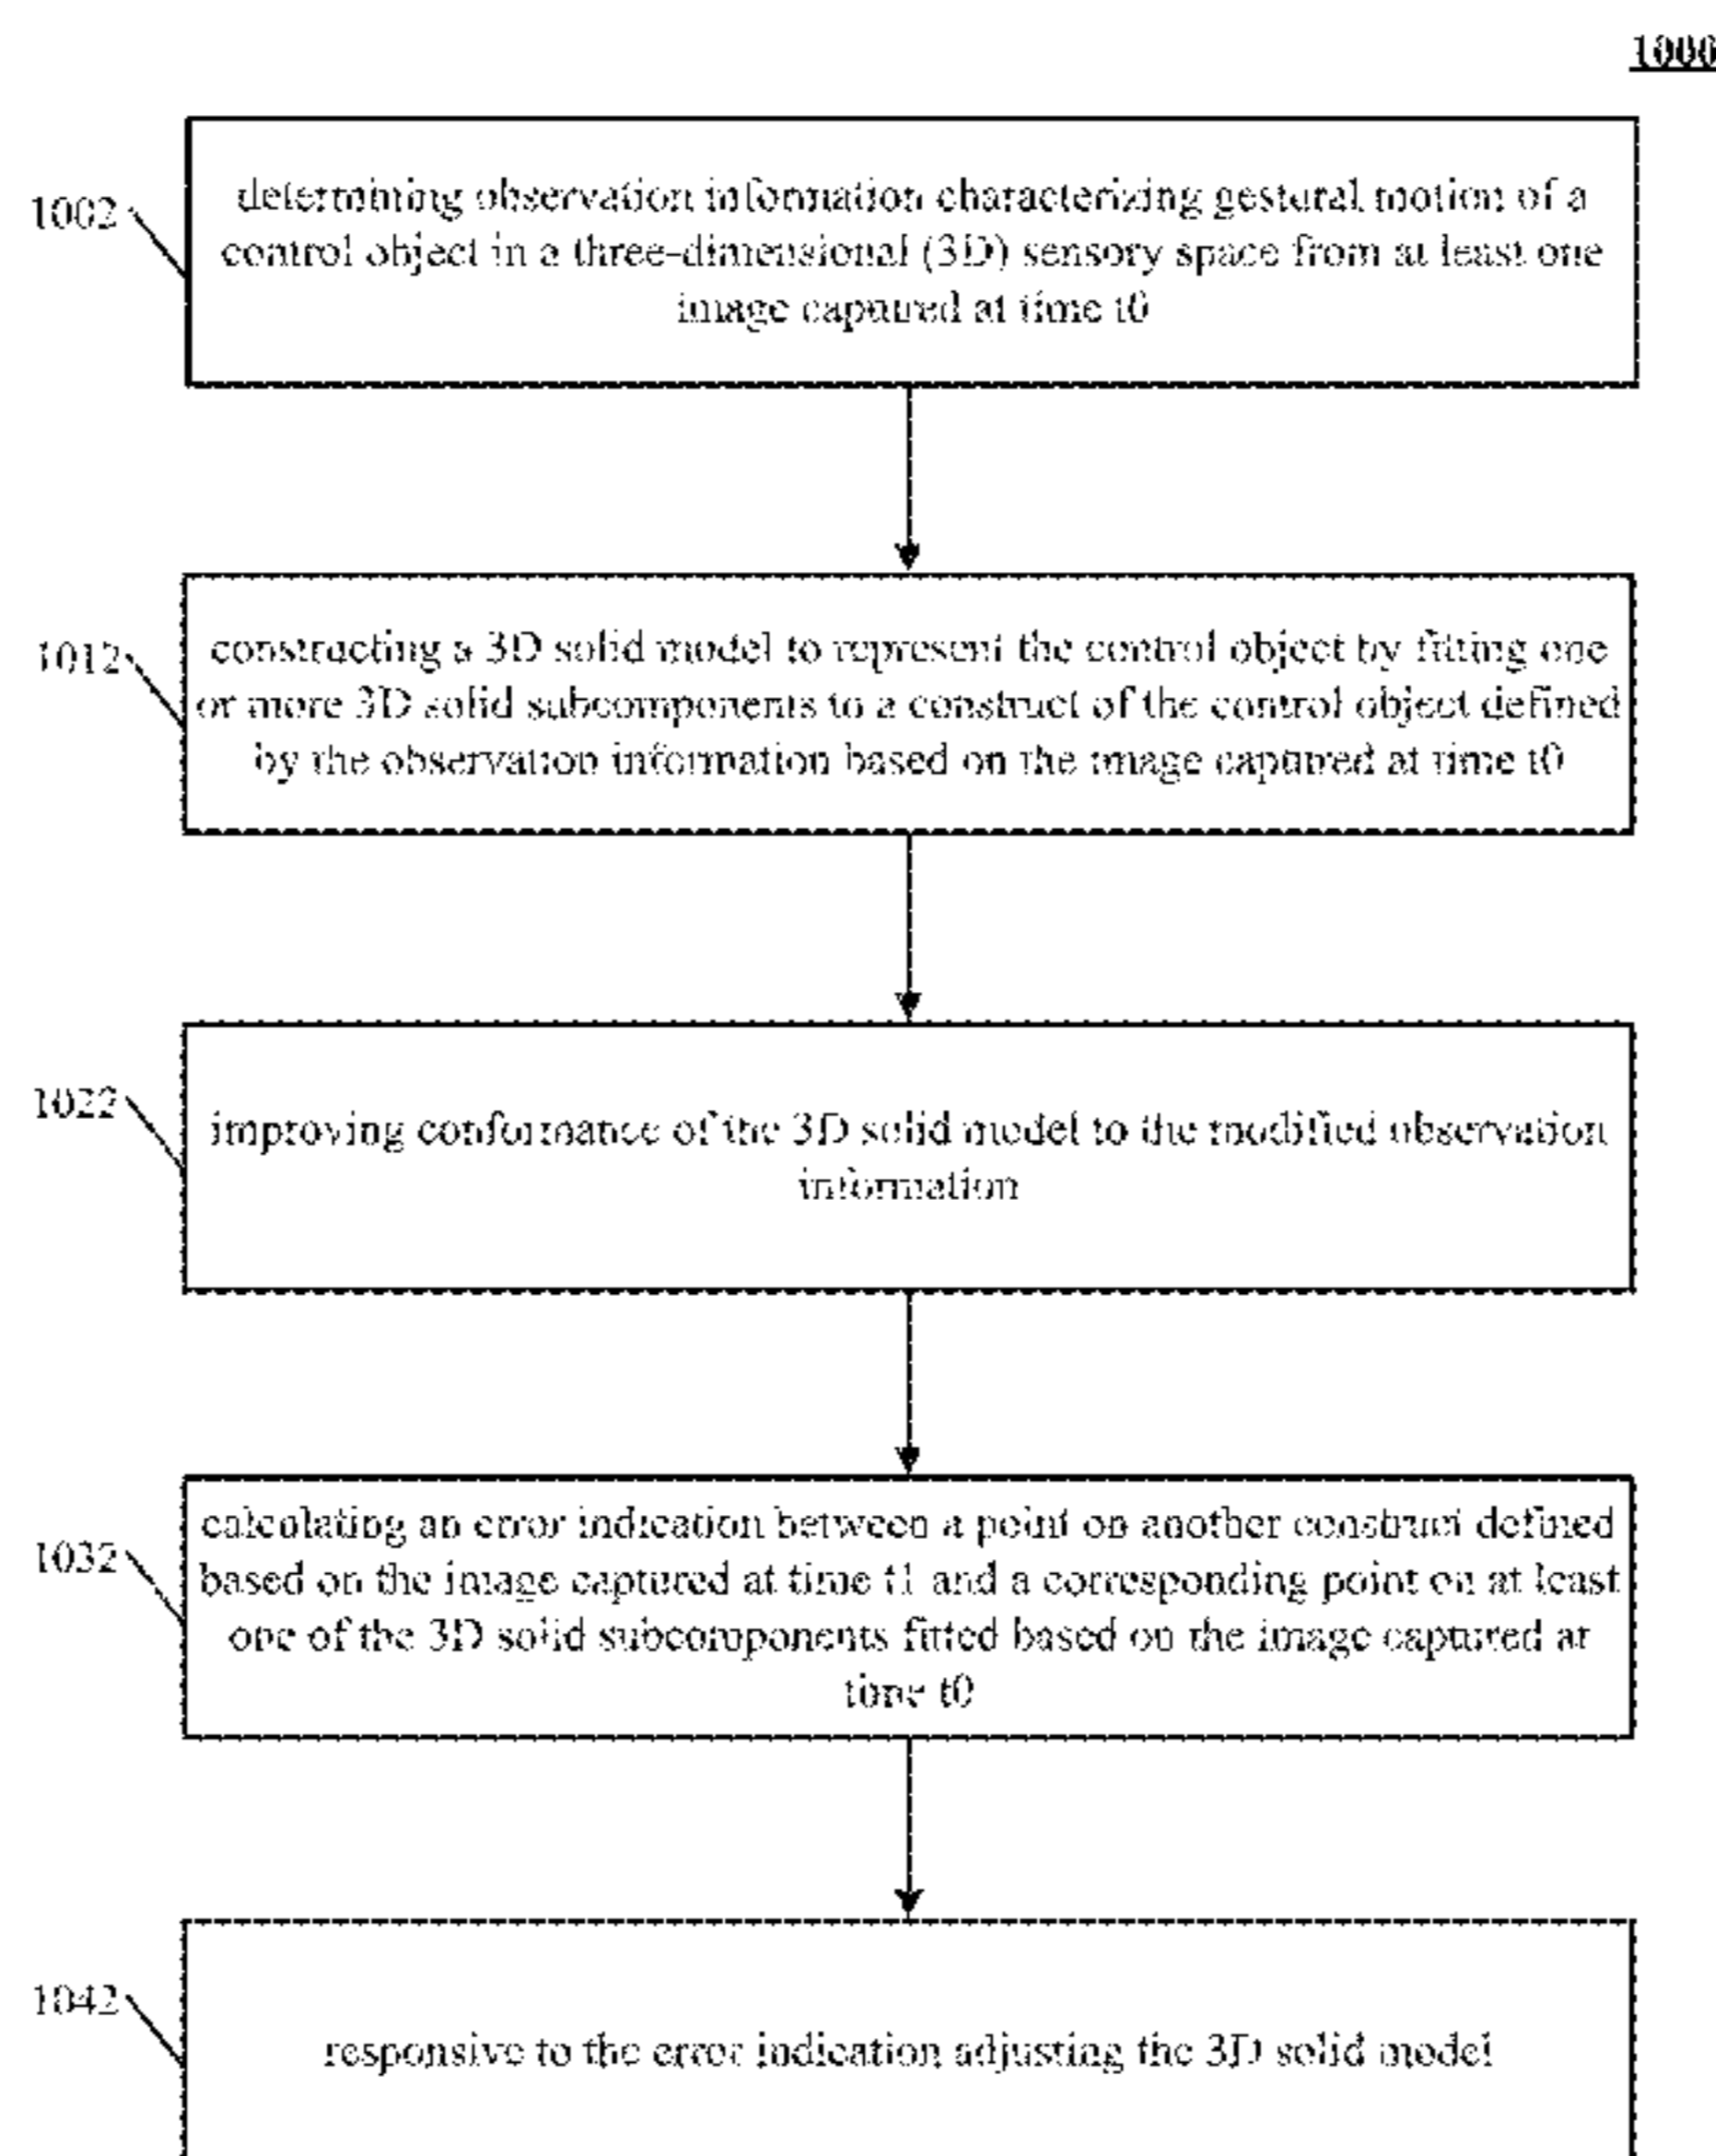 1000
1002
determining observation information characterizing gestural motion of a
control object in a three-dimensional (3D) sensory space from at least one
image captured at time t0
1012
constructing a 3D solid model to represent the control object by fitting one
or more 3D solid subcomponents to a construct of the control object defined
by the observation information based on the image captured at time t0
1022
improving conformance of the 3D solid model to the modified observation
information
1032
calculating an error indication between a point on another construct defined
based on the image captured at time t1 and a corresponding point on at least
one of the 3D solid subcomponents fitted based on the image captured at
time t0
1042
responsive to the error indication adjusting the 3D solid model